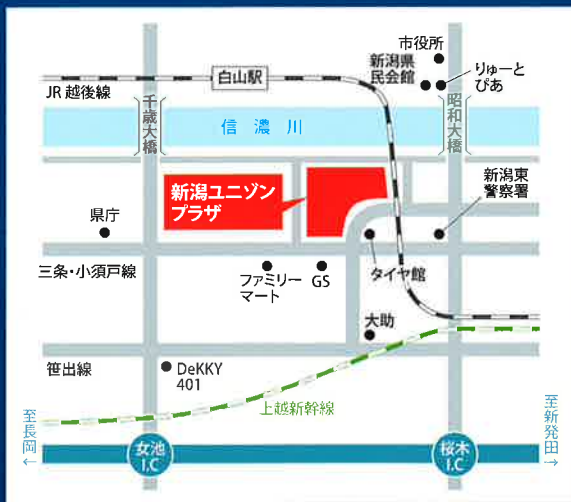 市役所
新潟県
民会館
りゅーと
ぴあ
白山駅
JR 越後線
千歳大橋
昭和大橋
信濃川
新潟ユニゾン
プラザ
新潟東
警察署
県庁
三条・小須戸線
ファミリー
マート
GS
タイヤ館
大助
笹出線
DeKKY
401
上越新幹線
至長岡←
女池
I.C
桜木
I.C
至新発田→